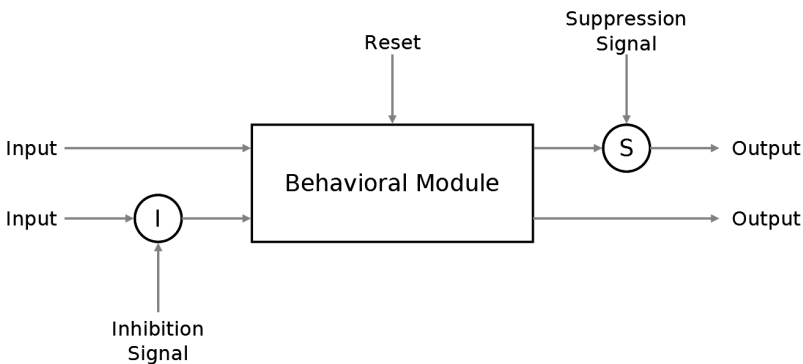 Suppression
Signal
Reset
Input
S
Output
Behavioral Module
Input
I
Output
Inhibition
Signal